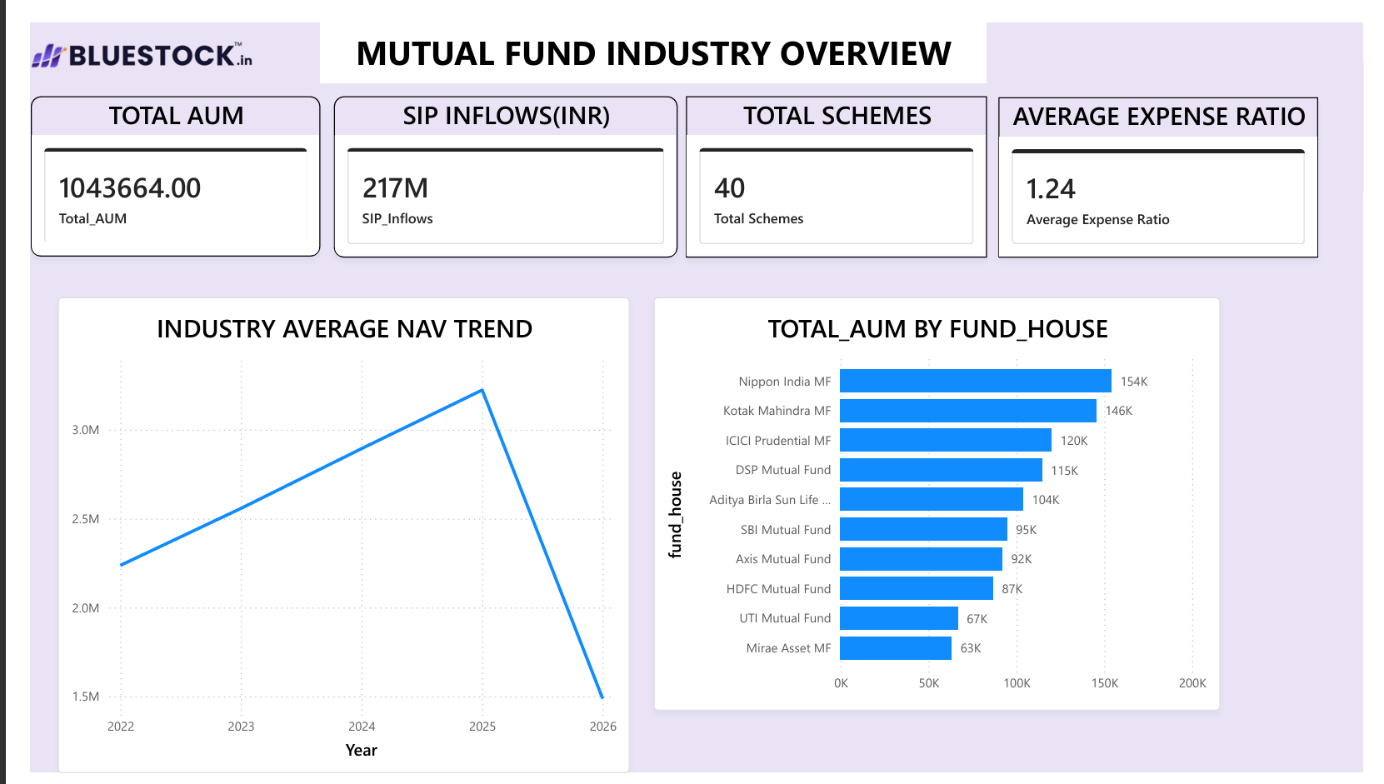 BLUESTOCK.in™
MUTUAL FUND INDUSTRY OVERVIEW
TOTAL AUM
1043664.00
Total_AUM
SIP INFLOWS(INR)
217M
SIP_Inflows
TOTAL SCHEMES
40
Total Schemes
AVERAGE EXPENSE RATIO
1.24
Average Expense Ratio
INDUSTRY AVERAGE NAV TREND
3.0M
2.5M
2.0M
1.5M
2022 2023 2024 2025 2026
Year
TOTAL_AUM BY FUND_HOUSE
fund_house
Nippon India MF 154K
Kotak Mahindra MF 146K
ICICI Prudential MF 120K
DSP Mutual Fund 115K
Aditya Birla Sun Life ... 104K
SBI Mutual Fund 95K
Axis Mutual Fund 92K
HDFC Mutual Fund 87K
UTI Mutual Fund 67K
Mirae Asset MF 63K
0K 50K 100K 150K 200K